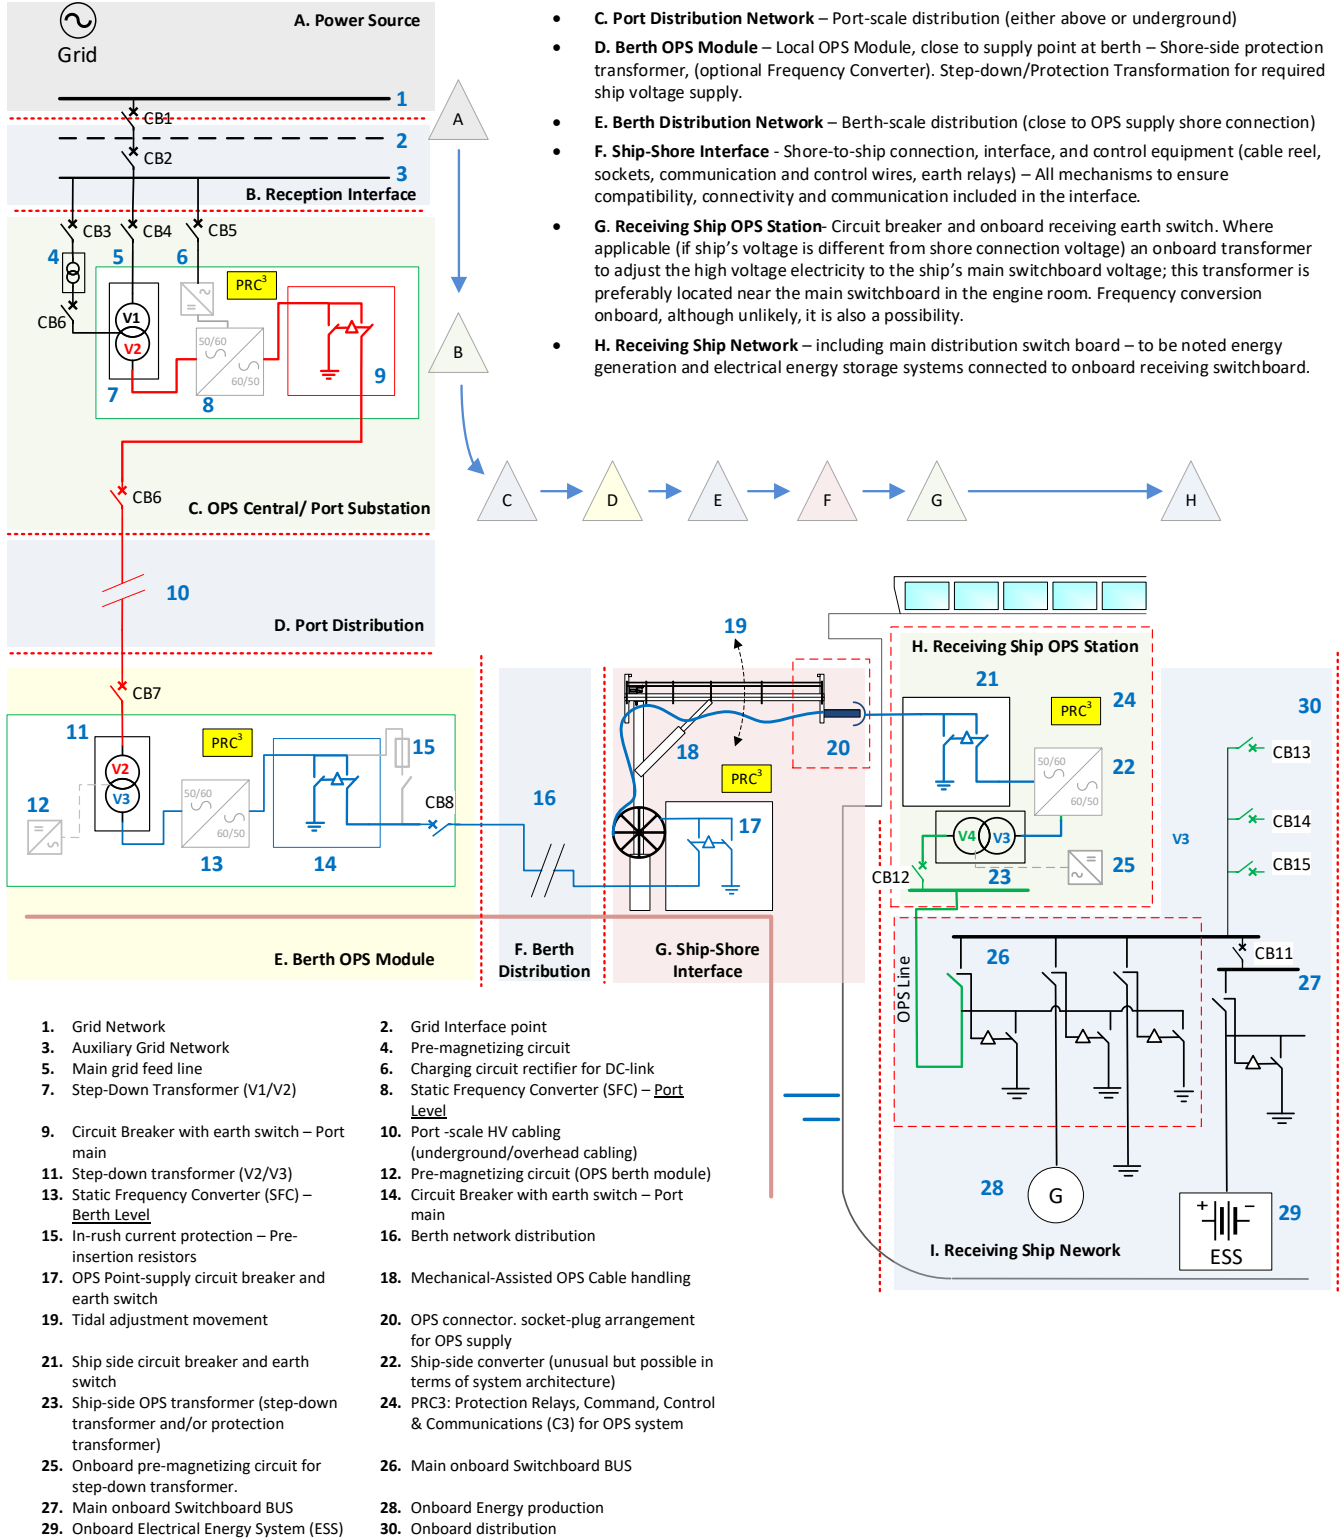 A. Power Source
Grid
1
CB1
2
CB2
3
B. Reception Interface
CB3
CB4
CB5
4
5
6
PRC3
V1
V2
CB6
50/60
60/50
7
8
9
CB6
C. OPS Central/ Port Substation
10
D. Port Distribution
• C. Port Distribution Network – Port-scale distribution (either above or underground)
• D. Berth OPS Module – Local OPS Module, close to supply point at berth – Shore-side protection
transformer, (optional Frequency Converter). Step-down/Protection Transformation for required
ship voltage supply.
• E. Berth Distribution Network – Berth-scale distribution (close to OPS supply shore connection)
• F. Ship-Shore Interface - Shore-to-ship connection, interface, and control equipment (cable reel,
sockets, communication and control wires, earth relays) – All mechanisms to ensure
compatibility, connectivity and communication included in the interface.
• G. Receiving Ship OPS Station- Circuit breaker and onboard receiving earth switch. Where
applicable (if ship's voltage is different from shore connection voltage) an onboard transformer
to adjust the high voltage electricity to the ship's main switchboard voltage; this transformer is
preferably located near the main switchboard in the engine room. Frequency conversion
onboard, although unlikely, it is also a possibility.
• H. Receiving Ship Network – including main distribution switch board – to be noted energy
generation and electrical energy storage systems connected to onboard receiving switchboard.
A
B
C
D
E
F
G
H
CB7
11
V2
V3
PRC3
12
50/60
60/50
13
14
15
CB8
E. Berth OPS Module
16
F. Berth
Distribution
19
18
20
PRC3
17
G. Ship-Shore
Interface
H. Receiving Ship OPS Station
21
24
PRC3
50/60
60/50
22
V4
V3
CB12
23
25
30
CB13
CB14
V3
CB15
OPS Line
26
CB11
27
28
G
29
ESS
I. Receiving Ship Nework
1. Grid Network
2. Grid Interface point
3. Auxiliary Grid Network
4. Pre-magnetizing circuit
5. Main grid feed line
6. Charging circuit rectifier for DC-link
7. Step-Down Transformer (V1/V2)
8. Static Frequency Converter (SFC) – Port
Level
9. Circuit Breaker with earth switch – Port
main
10. Port -scale HV cabling
(underground/overhead cabling)
11. Step-down transformer (V2/V3)
12. Pre-magnetizing circuit (OPS berth module)
13. Static Frequency Converter (SFC) –
Berth Level
14. Circuit Breaker with earth switch – Port
main
15. In-rush current protection – Pre-
insertion resistors
16. Berth network distribution
17. OPS Point-supply circuit breaker and
earth switch
18. Mechanical-Assisted OPS Cable handling
19. Tidal adjustment movement
20. OPS connector. socket-plug arrangement
for OPS supply
21. Ship side circuit breaker and earth
switch
22. Ship-side converter (unusual but possible in
terms of system architecture)
23. Ship-side OPS transformer (step-down
transformer and/or protection
transformer)
24. PRC3: Protection Relays, Command, Control
& Communications (C3) for OPS system
25. Onboard pre-magnetizing circuit for
step-down transformer.
26. Main onboard Switchboard BUS
27. Main onboard Switchboard BUS
28. Onboard Energy production
29. Onboard Electrical Energy System (ESS)
30. Onboard distribution